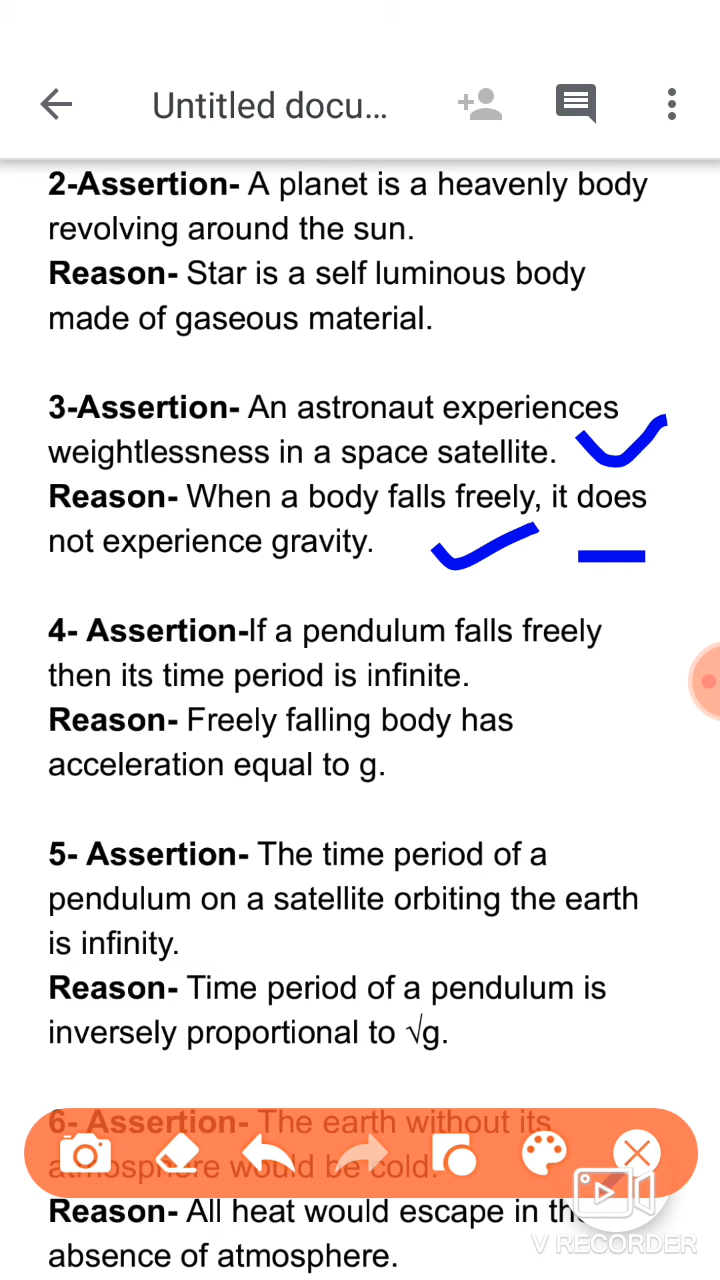 Untitled docu...
2-Assertion- A planet is a heavenly body
revolving around the sun.
Reason- Star is a self luminous body
made of gaseous material.
3-Assertion- An astronaut experiences
weightlessness in a space satellite.
Reason- When a body falls freely, it does
not experience gravity.
4- Assertion-If a pendulum falls freely
then its time period is infinite.
Reason- Freely falling body has
acceleration equal to g.
5- Assertion- The time period of a
pendulum on a satellite orbiting the earth
is infinity.
Reason- Time period of a pendulum is
inversely proportional to √g.
6- Assertion- The earth without its
atmosphere would be cold.
Reason- All heat would escape in the
absence of atmosphere.
V RECORDER